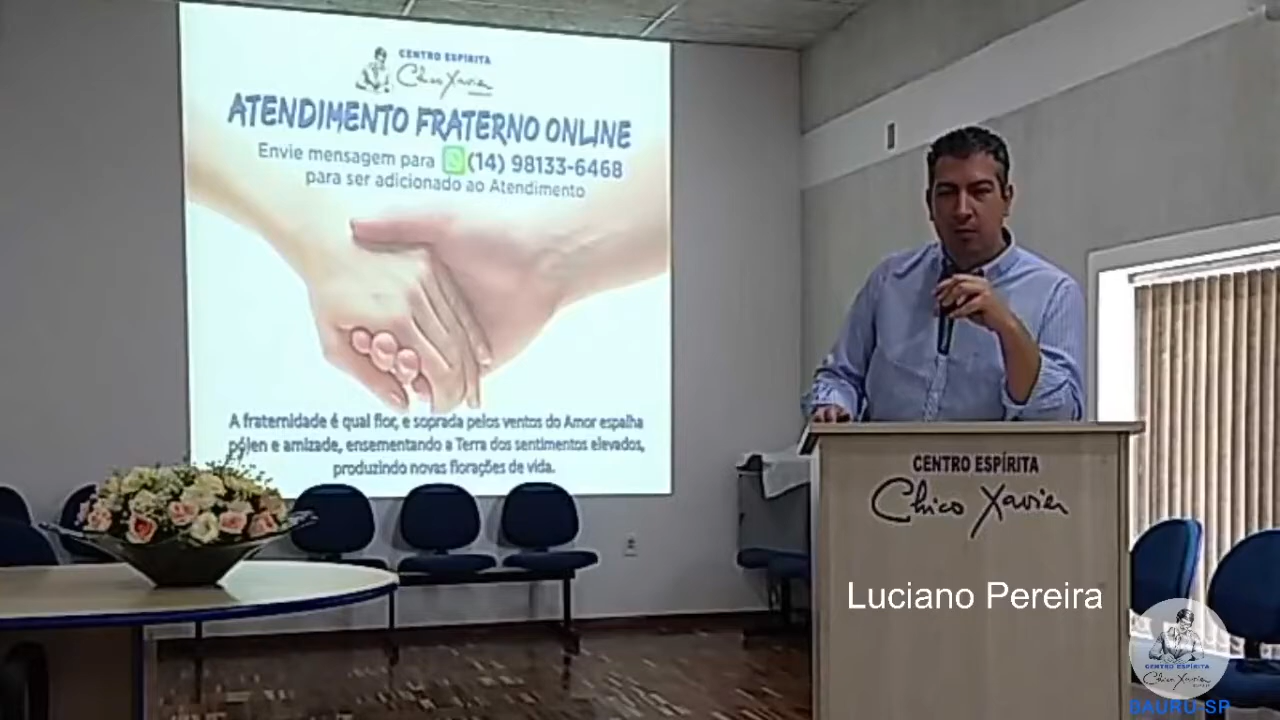 CENTRO ESPÍRITA
Chico Xavier
ATENDIMENTO FRATERNO ONLINE
Envie mensagem para (14) 98133-6468
para ser adicionado ao Atendimento
A fraternidade é qual flor, e soprada pelos ventos do Amor espalha
pólen e amizade, ensementando a Terra dos sentimentos elevados,
produzindo novas florações de vida.
CENTRO ESPÍRITA
Chico Xavier
Luciano Pereira
CENTRO ESPÍRITA
Chico Xavier
BAURU-SP